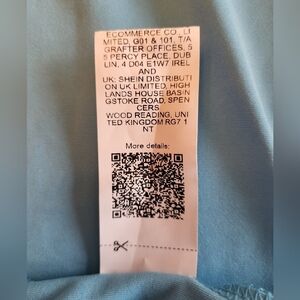 ECOMMERCE CO., LI
MITED, G01 & 101, T/A
GRAFTER OFFICES, 5
5 PERCY PLACE, DUB
LIN, 4 D04 E1W7 IREL
AND
UK: SHEIN DISTRIBUTI
ON UK LIMITED, HIGH
LANDS HOUSE BASIN
GSTOKE ROAD, SPEN
CERS
WOOD READING, UNI
TED KINGDOM RG7 1
NT
More details: